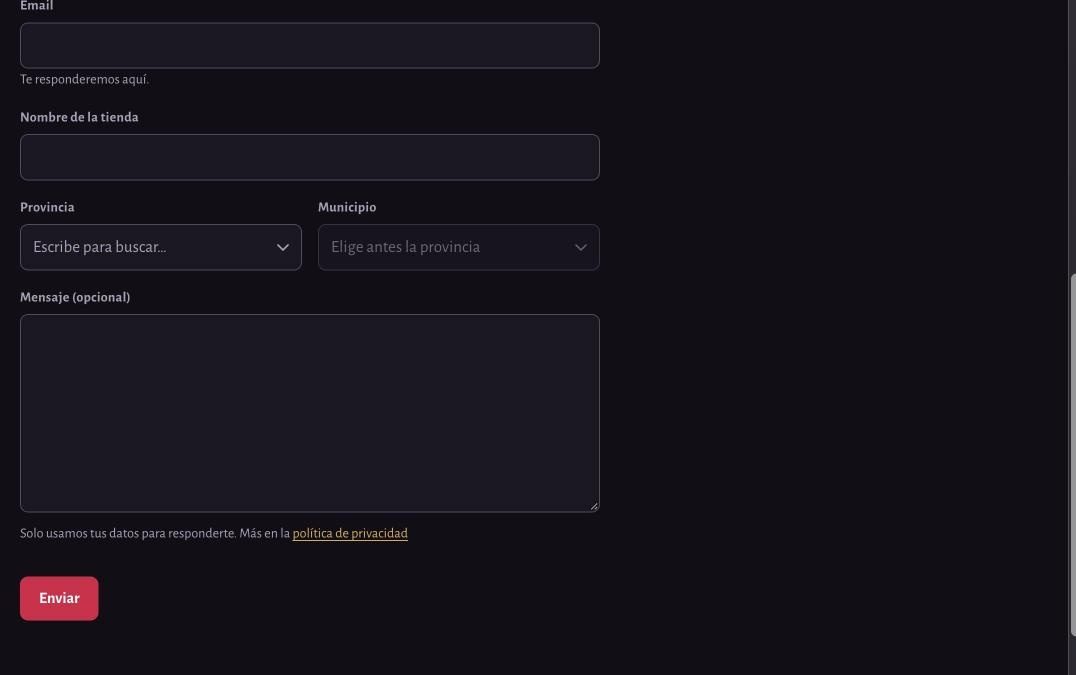 Email
Te responderemos aquí.
Nombre de la tienda
Provincia
Municipio
Escribe para buscar...
Elige antes la provincia
Mensaje (opcional)
Solo usamos tus datos para responderte. Más en la política de privacidad
Enviar